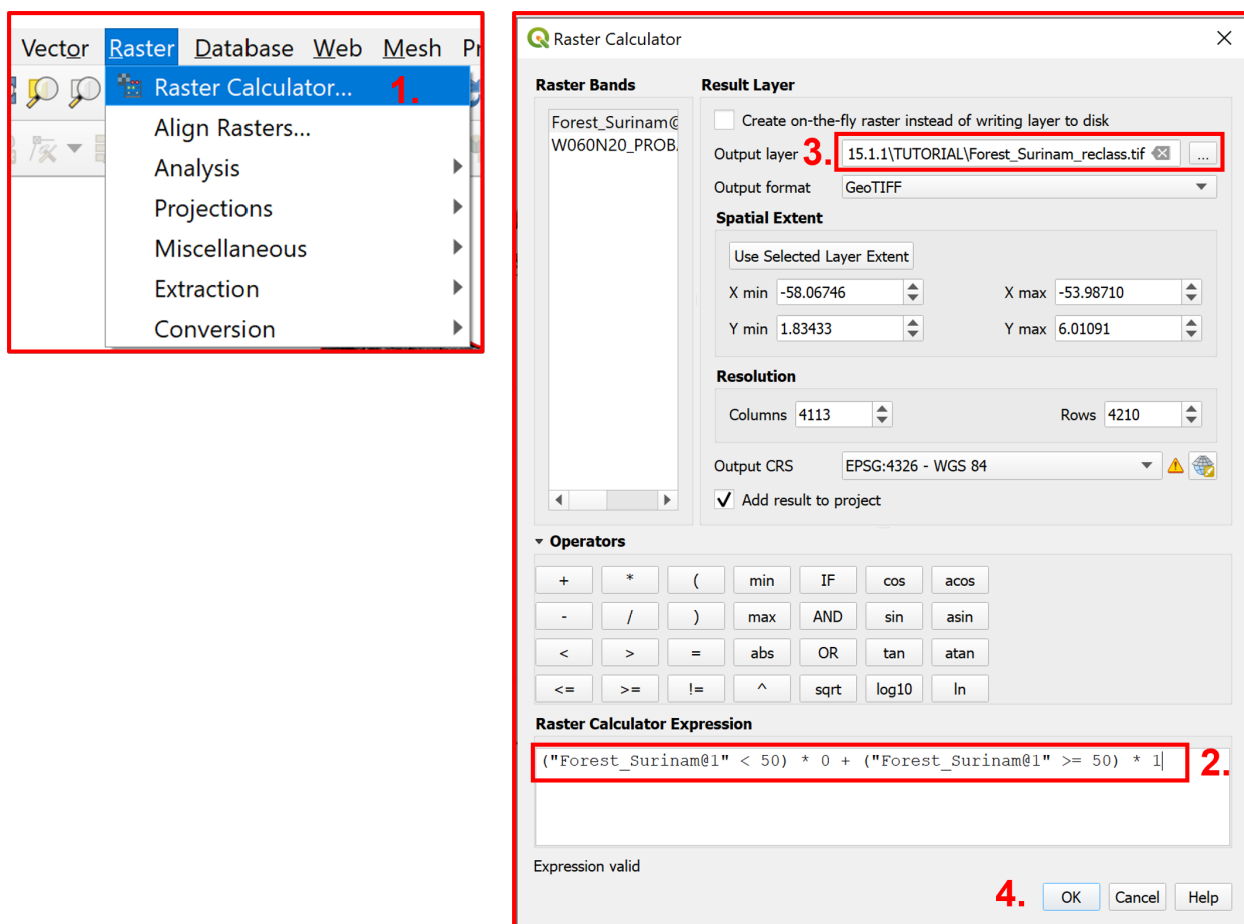 Vector Raster Database Web Mesh Pr
Raster Calculator... 1.
Align Rasters...
Analysis
Projections
Miscellaneous
Extraction
Conversion
Raster Calculator
Raster Bands
Forest_Surinam@
W060N20_PROBA
Result Layer
Create on-the-fly raster instead of writing layer to disk
Output layer 3. 15.1.1\TUTORIAL\Forest_Surinam_reclass.tif ...
Output format GeoTIFF
Spatial Extent
Use Selected Layer Extent
X min -58.06746 X max -53.98710
Y min 1.83433 Y max 6.01091
Resolution
Columns 4113 Rows 4210
Output CRS EPSG:4326 - WGS 84
Add result to project
Operators
+ * ( min IF cos acos
- / ) max AND sin asin
< > = abs OR tan atan
<= >= != ^ sqrt log10 ln
Raster Calculator Expression
("Forest_Surinam@1" < 50) * 0 + ("Forest_Surinam@1" >= 50) * 1 2.
Expression valid
4. OK Cancel Help